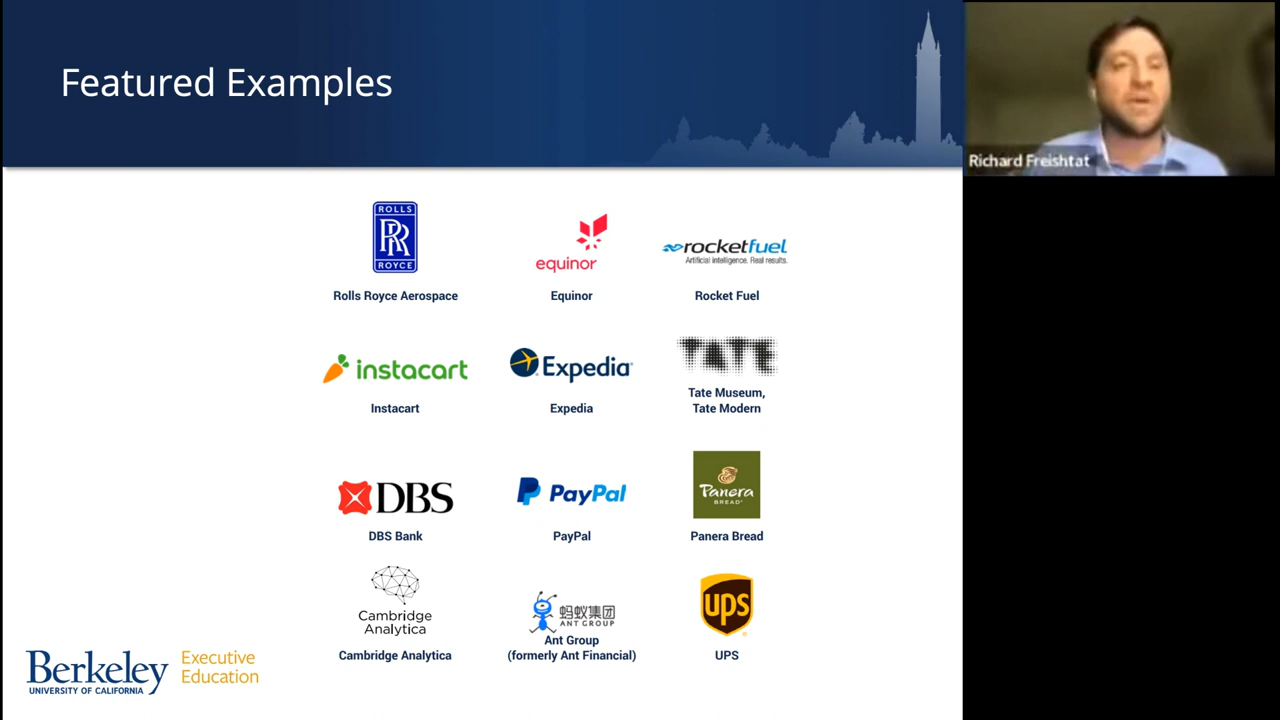 Featured Examples
Richard Freishtat
ROLLS
RR
ROYCE
Rolls Royce Aerospace
equinor
Equinor
rocketfuel
Artificial intelligence. Real results.
Rocket Fuel
instacart
Instacart
Expedia
Expedia
TATE
Tate Museum,
Tate Modern
DBS
DBS Bank
PayPal
PayPal
Panera
BREAD
Panera Bread
Cambridge
Analytica
Cambridge Analytica
蚂蚁集团
ANT GROUP
Ant Group
(formerly Ant Financial)
ups
UPS
Berkeley
UNIVERSITY OF CALIFORNIA
Executive
Education